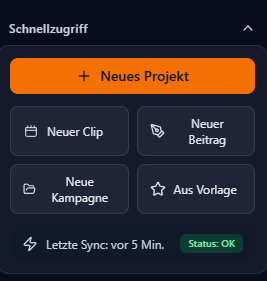 Schnellzugriff
Neues Projekt
Neuer Clip
Neuer
Beitrag
Neue
Kampagne
Aus Vorlage
Letzte Sync: vor 5 Min.
Status: OK